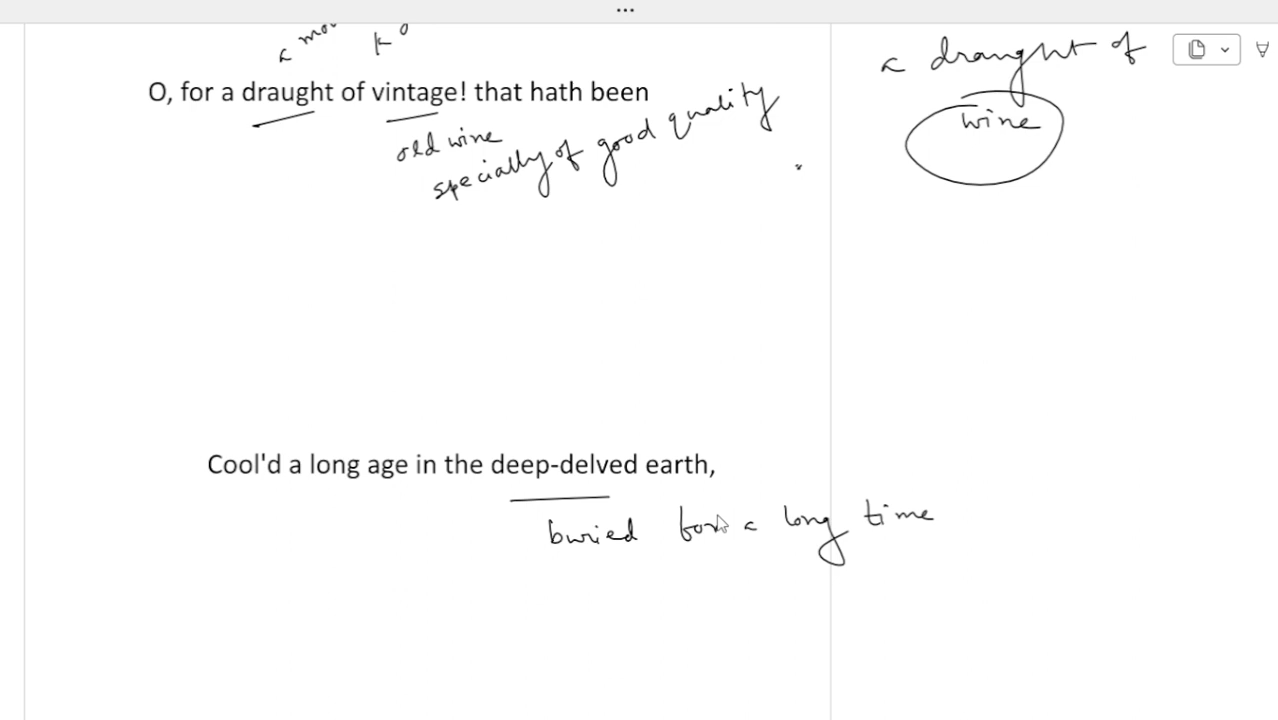 a draught of
wine
O, for a draught of vintage! that hath been
old wine
specially of good quality
Cool'd a long age in the deep-delved earth,
buried for a long time